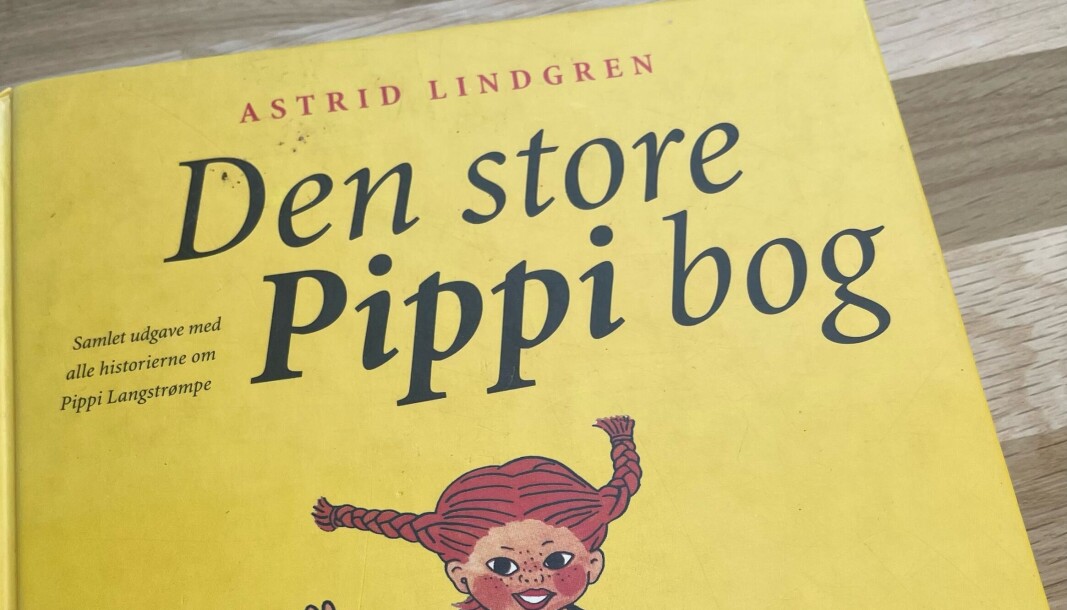 ASTRID LINDGREN
Den store
Pippi bog
Samlet udgave med
alle historierne om
Pippi Langstrømpe